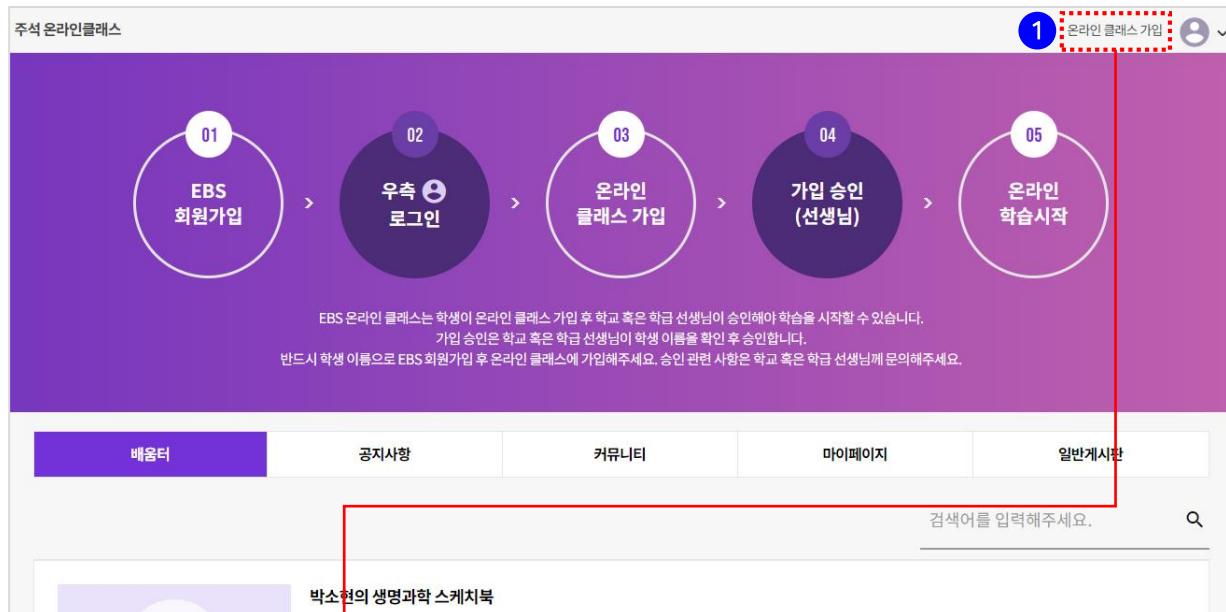 주석 온라인클래스
1 온라인 클래스 가입
01
EBS
회원가입
>
02
우측
로그인
>
03
온라인
클래스 가입
>
04
가입 승인
(선생님)
>
05
온라인
학습시작
EBS 온라인 클래스는 학생이 온라인 클래스 가입 후 학교 혹은 학급 선생님이 승인해야 학습을 시작할 수 있습니다.
가입 승인은 학교 혹은 학급 선생님이 학생 이름을 확인 후 승인합니다.
반드시 학생 이름으로 EBS 회원가입 후 온라인 클래스에 가입해주세요. 승인 관련 사항은 학교 혹은 학급 선생님께 문의해주세요.
배움터 공지사항 커뮤니티 마이페이지 일반게시판
검색어를 입력해주세요.
박소현의 생명과학 스케치북